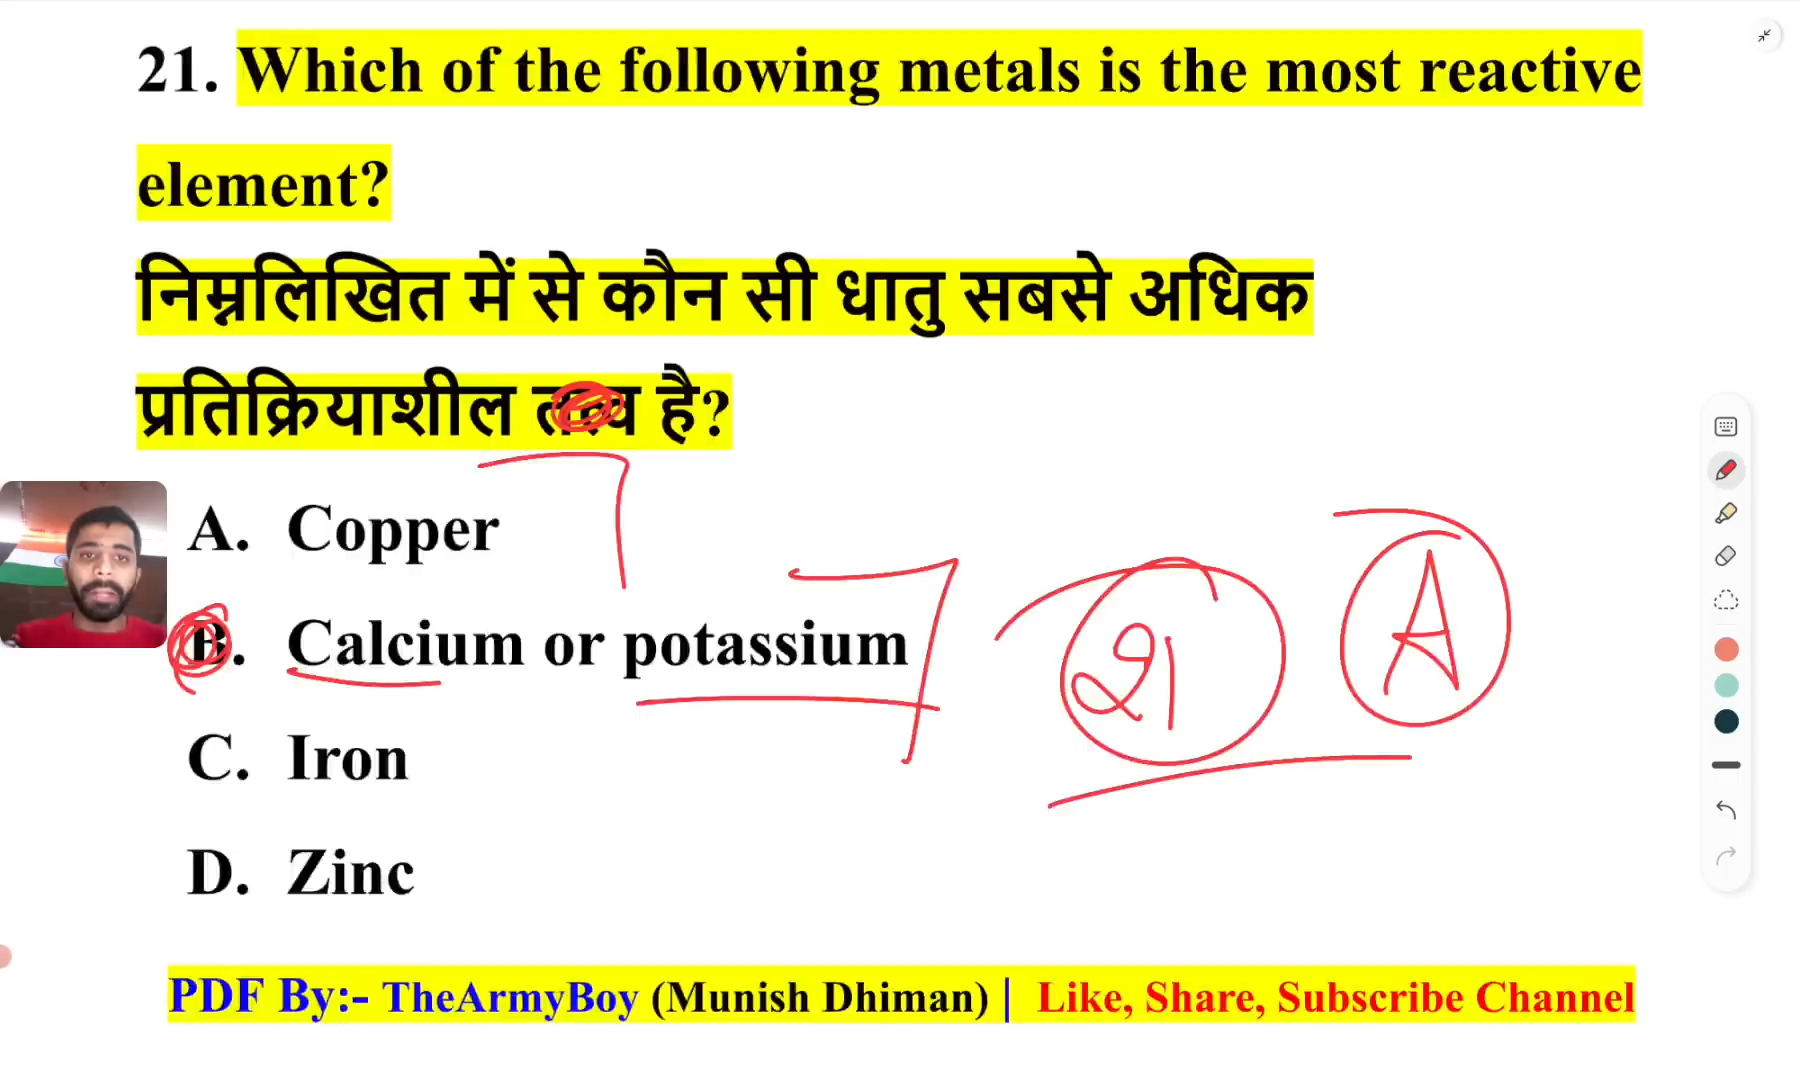 21. Which of the following metals is the most reactive
element?
निम्नलिखित में से कौन सी धातु सबसे अधिक
प्रतिक्रियाशील तत्व है?
A. Copper
B. Calcium or potassium
C. Iron
D. Zinc
A
PDF By:- TheArmyBoy (Munish Dhiman) | Like, Share, Subscribe Channel